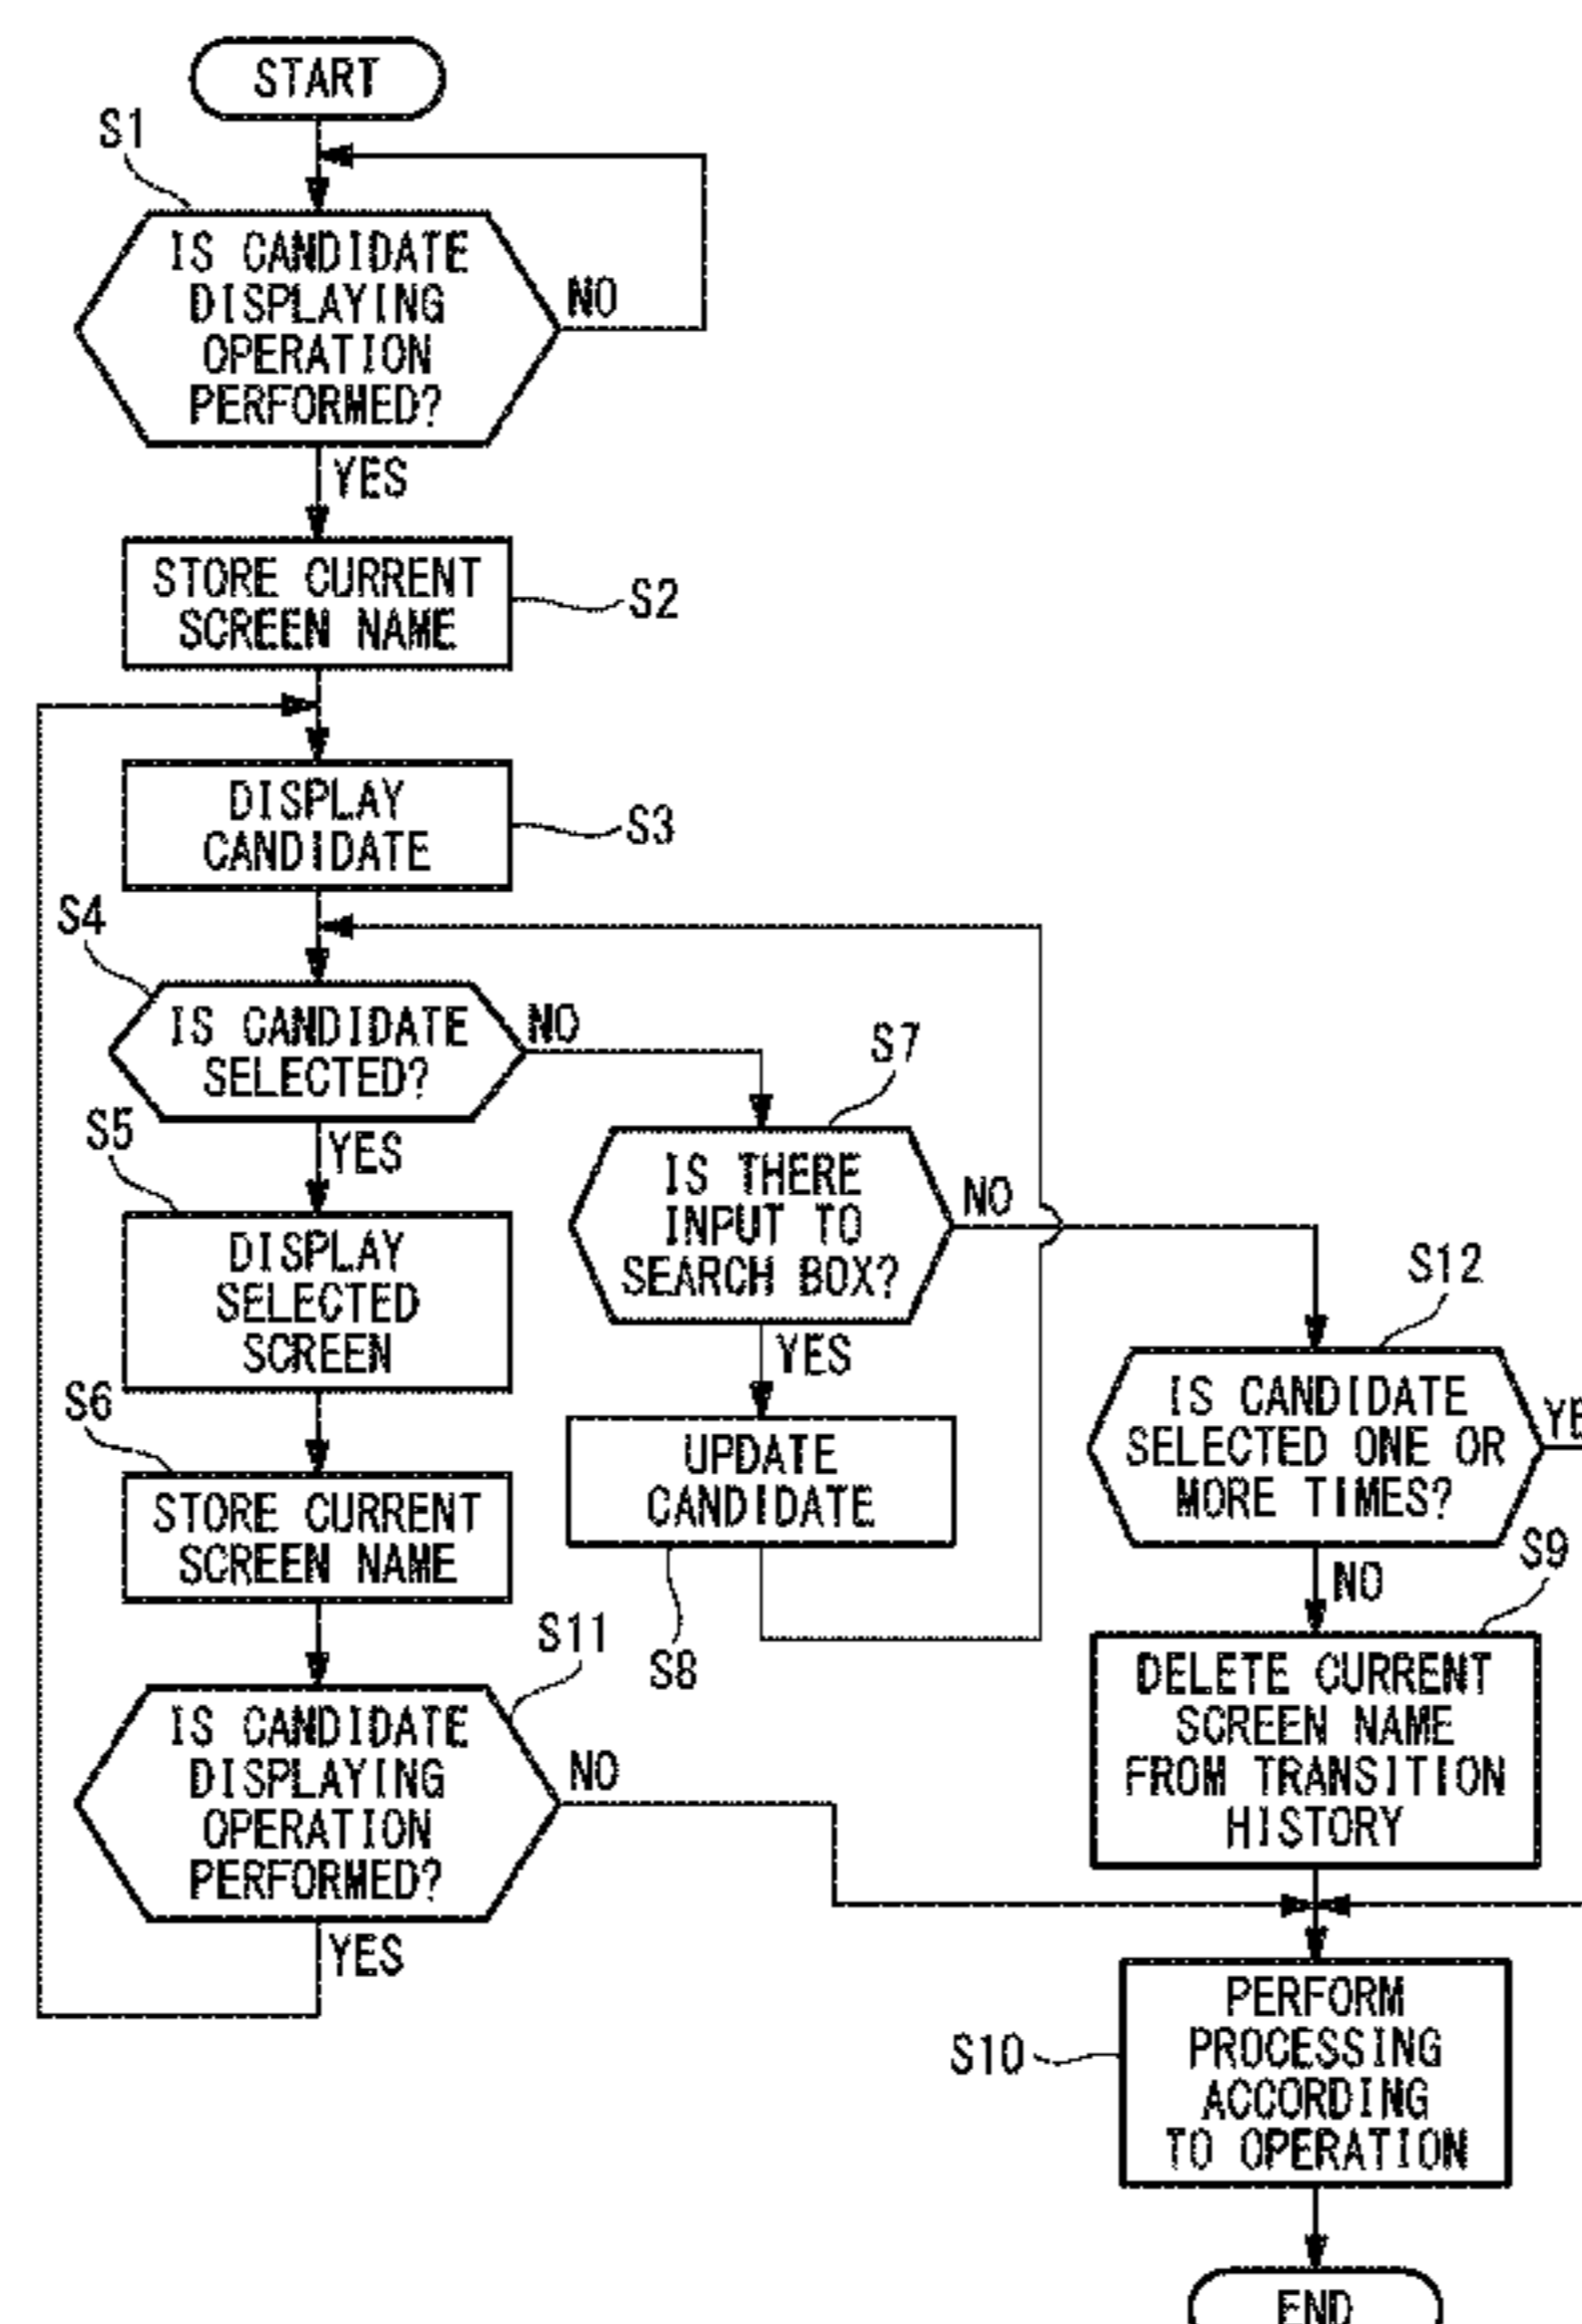 START
S1
IS CANDIDATE
DISPLAYING
OPERATION
PERFORMED?
NO
YES
STORE CURRENT
SCREEN NAME
S2
DISPLAY
CANDIDATE
S3
S4
IS CANDIDATE
SELECTED?
NO
YES
S5
DISPLAY
SELECTED
SCREEN
S6
STORE CURRENT
SCREEN NAME
S11
IS CANDIDATE
DISPLAYING
OPERATION
PERFORMED?
NO
YES
S7
IS THERE
INPUT TO
SEARCH BOX?
NO
YES
UPDATE
CANDIDATE
S8
S12
IS CANDIDATE
SELECTED ONE OR
MORE TIMES?
NO
S9
DELETE CURRENT
SCREEN NAME
FROM TRANSITION
HISTORY
S10
PERFORM
PROCESSING
ACCORDING
TO OPERATION
END